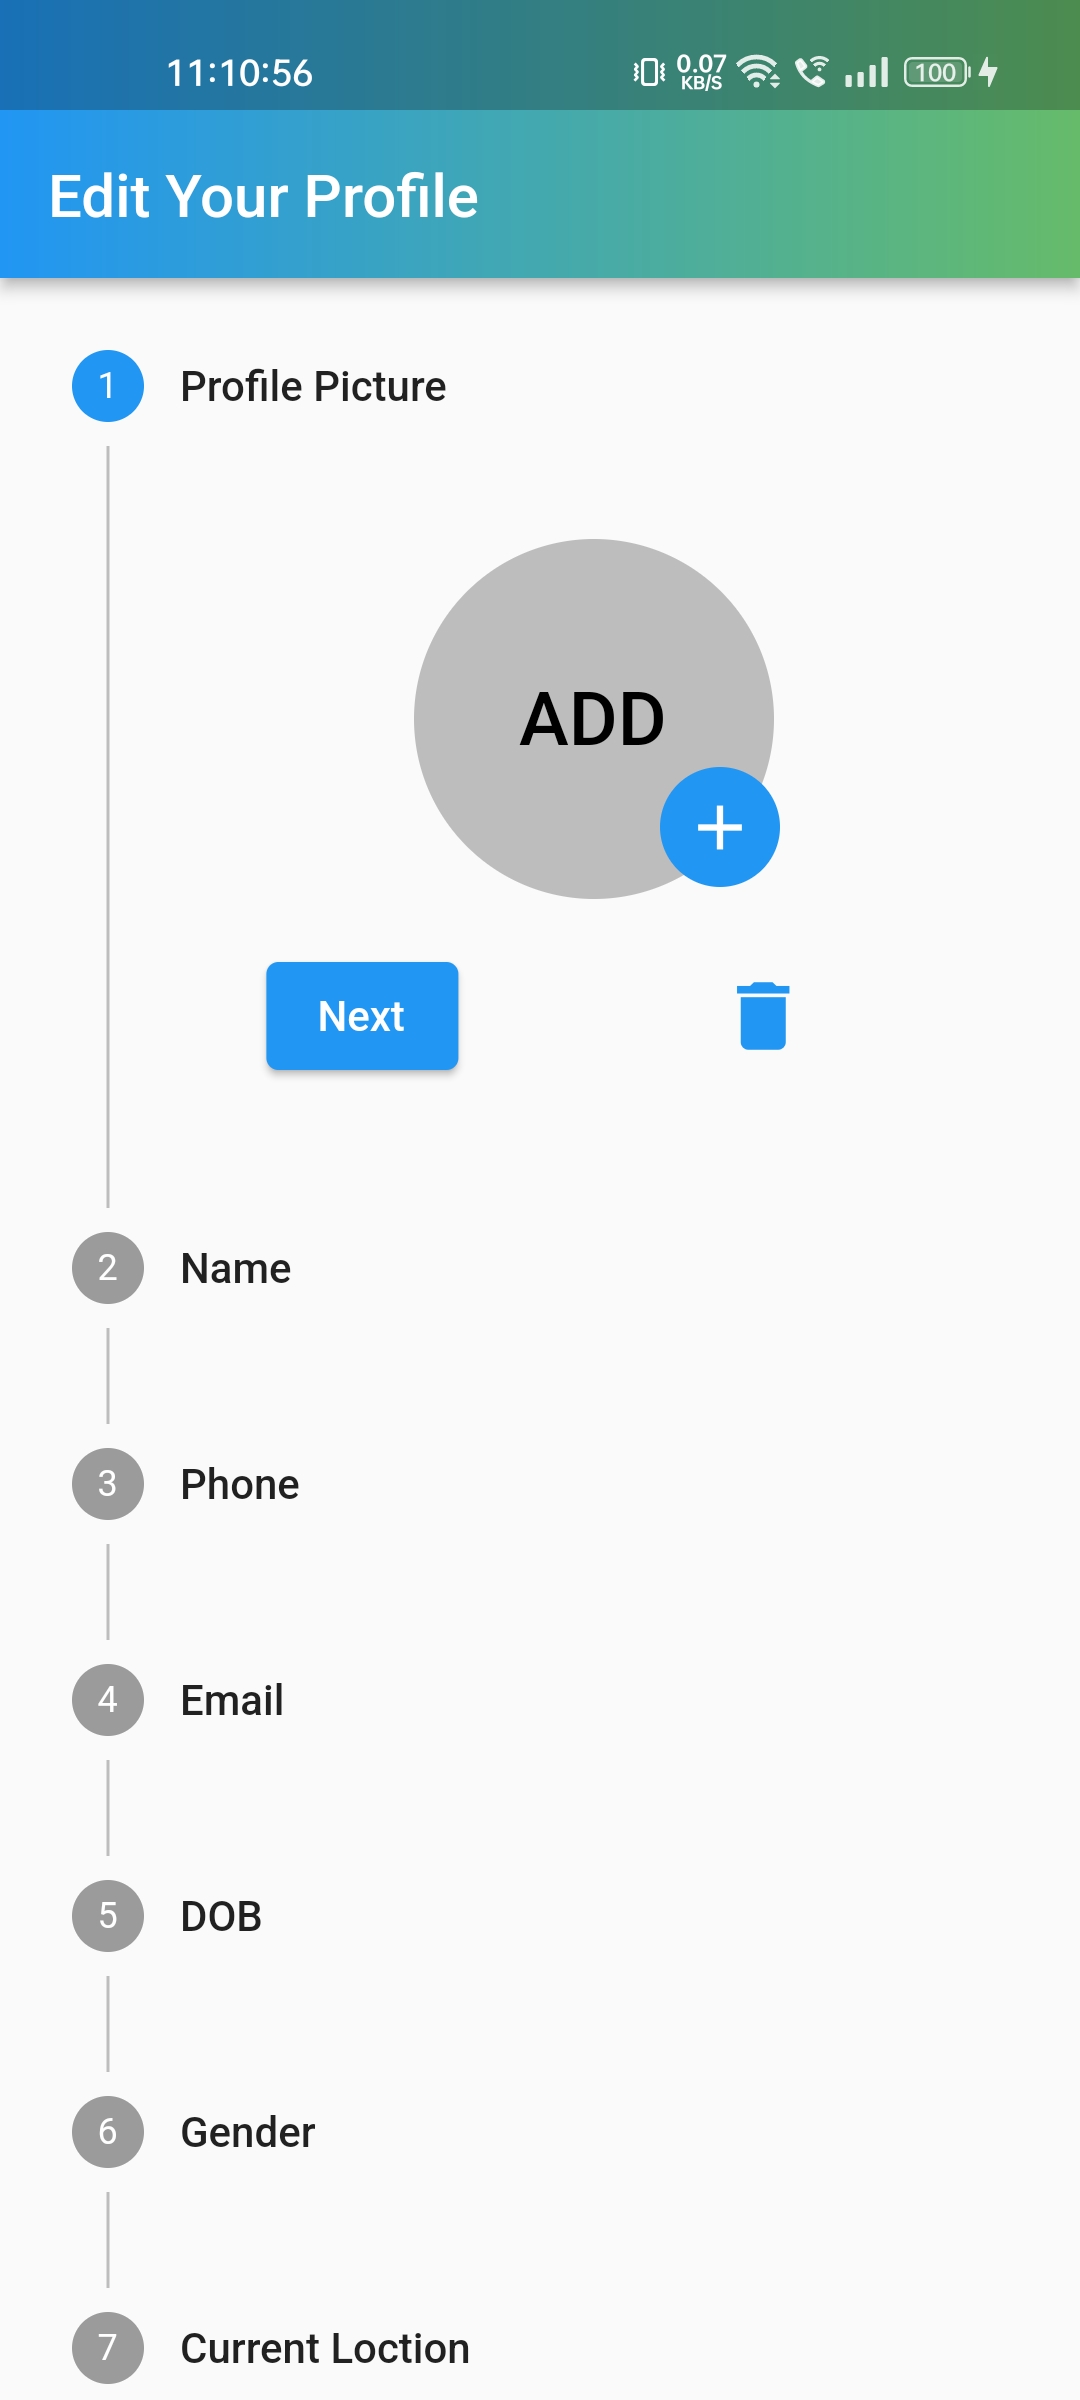 11:10:56
0.07
KB/S
100
Edit Your Profile
1 Profile Picture
ADD
Next
2 Name
3 Phone
4 Email
5 DOB
6 Gender
7 Current Loction